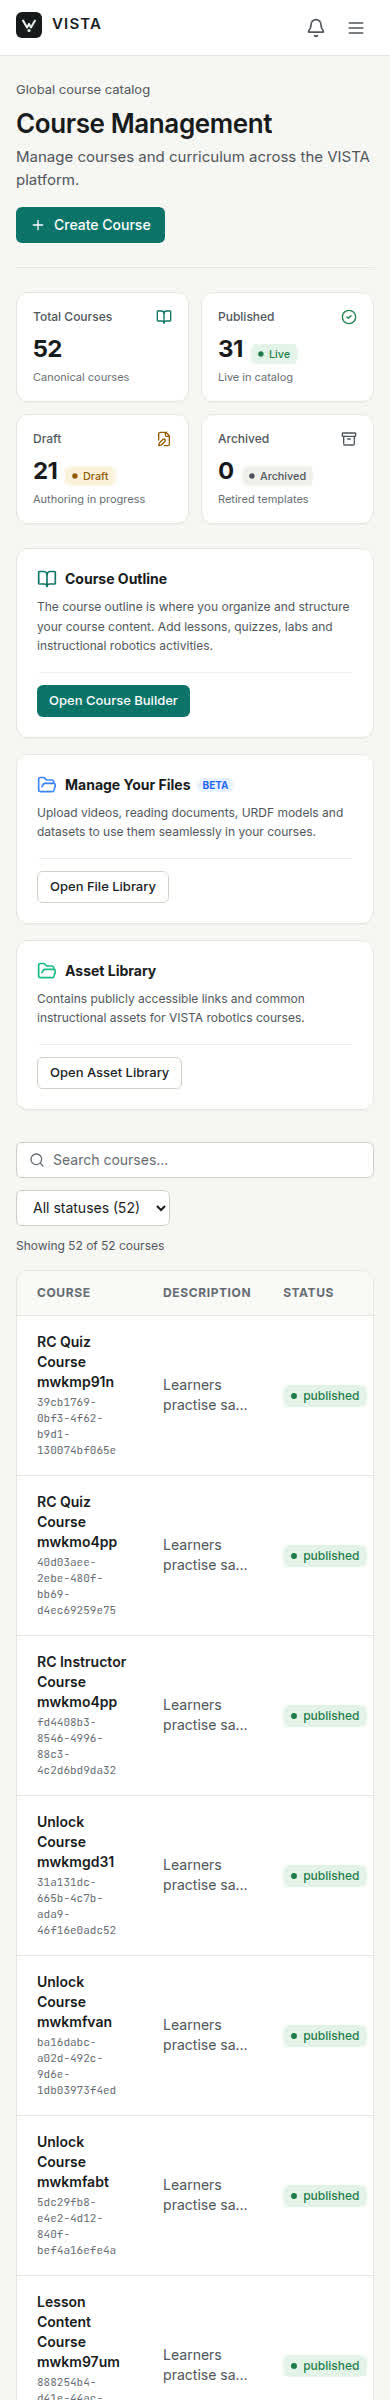 VISTA
Global course catalog
Course Management
Manage courses and curriculum across the VISTA
platform.
Create Course
Total Courses
52
Canonical courses
Published
31 Live
Live in catalog
Draft
21 Draft
Authoring in progress
Archived
0 Archived
Retired templates
Course Outline
The course outline is where you organize and structure
your course content. Add lessons, quizzes, labs and
instructional robotics activities.
Open Course Builder
Manage Your Files BETA
Upload videos, reading documents, URDF models and
datasets to use them seamlessly in your courses.
Open File Library
Asset Library
Contains publicly accessible links and common
instructional assets for VISTA robotics courses.
Open Asset Library
Search courses...
All statuses (52)
Showing 52 of 52 courses
COURSE DESCRIPTION STATUS
RC Quiz
Course
mwkmp91n
39cb1769-
0bf3-4f62-
b9d1-
130074bf065e
Learners
practise sa...
published
RC Quiz
Course
mwkmo4pp
40d03aee-
2ebe-480f-
bb69-
d4ec69259e75
Learners
practise sa...
published
RC Instructor
Course
mwkmo4pp
fd4408b3-
8546-4996-
88c3-
4c2d6bd9da32
Learners
practise sa...
published
Unlock
Course
mwkmgd31
31a131dc-
665b-4c7b-
ada9-
46f16e0adc52
Learners
practise sa...
published
Unlock
Course
mwkmfvan
ba16dabc-
a02d-492c-
9d6e-
1db03973f4ed
Learners
practise sa...
published
Unlock
Course
mwkmfabt
5dc29fb8-
e4e2-4d12-
840f-
bef4a16efe4a
Learners
practise sa...
published
Lesson
Content
Course
mwkm97um
888254b4-
d41e-44ac-
Learners
practise sa...
published